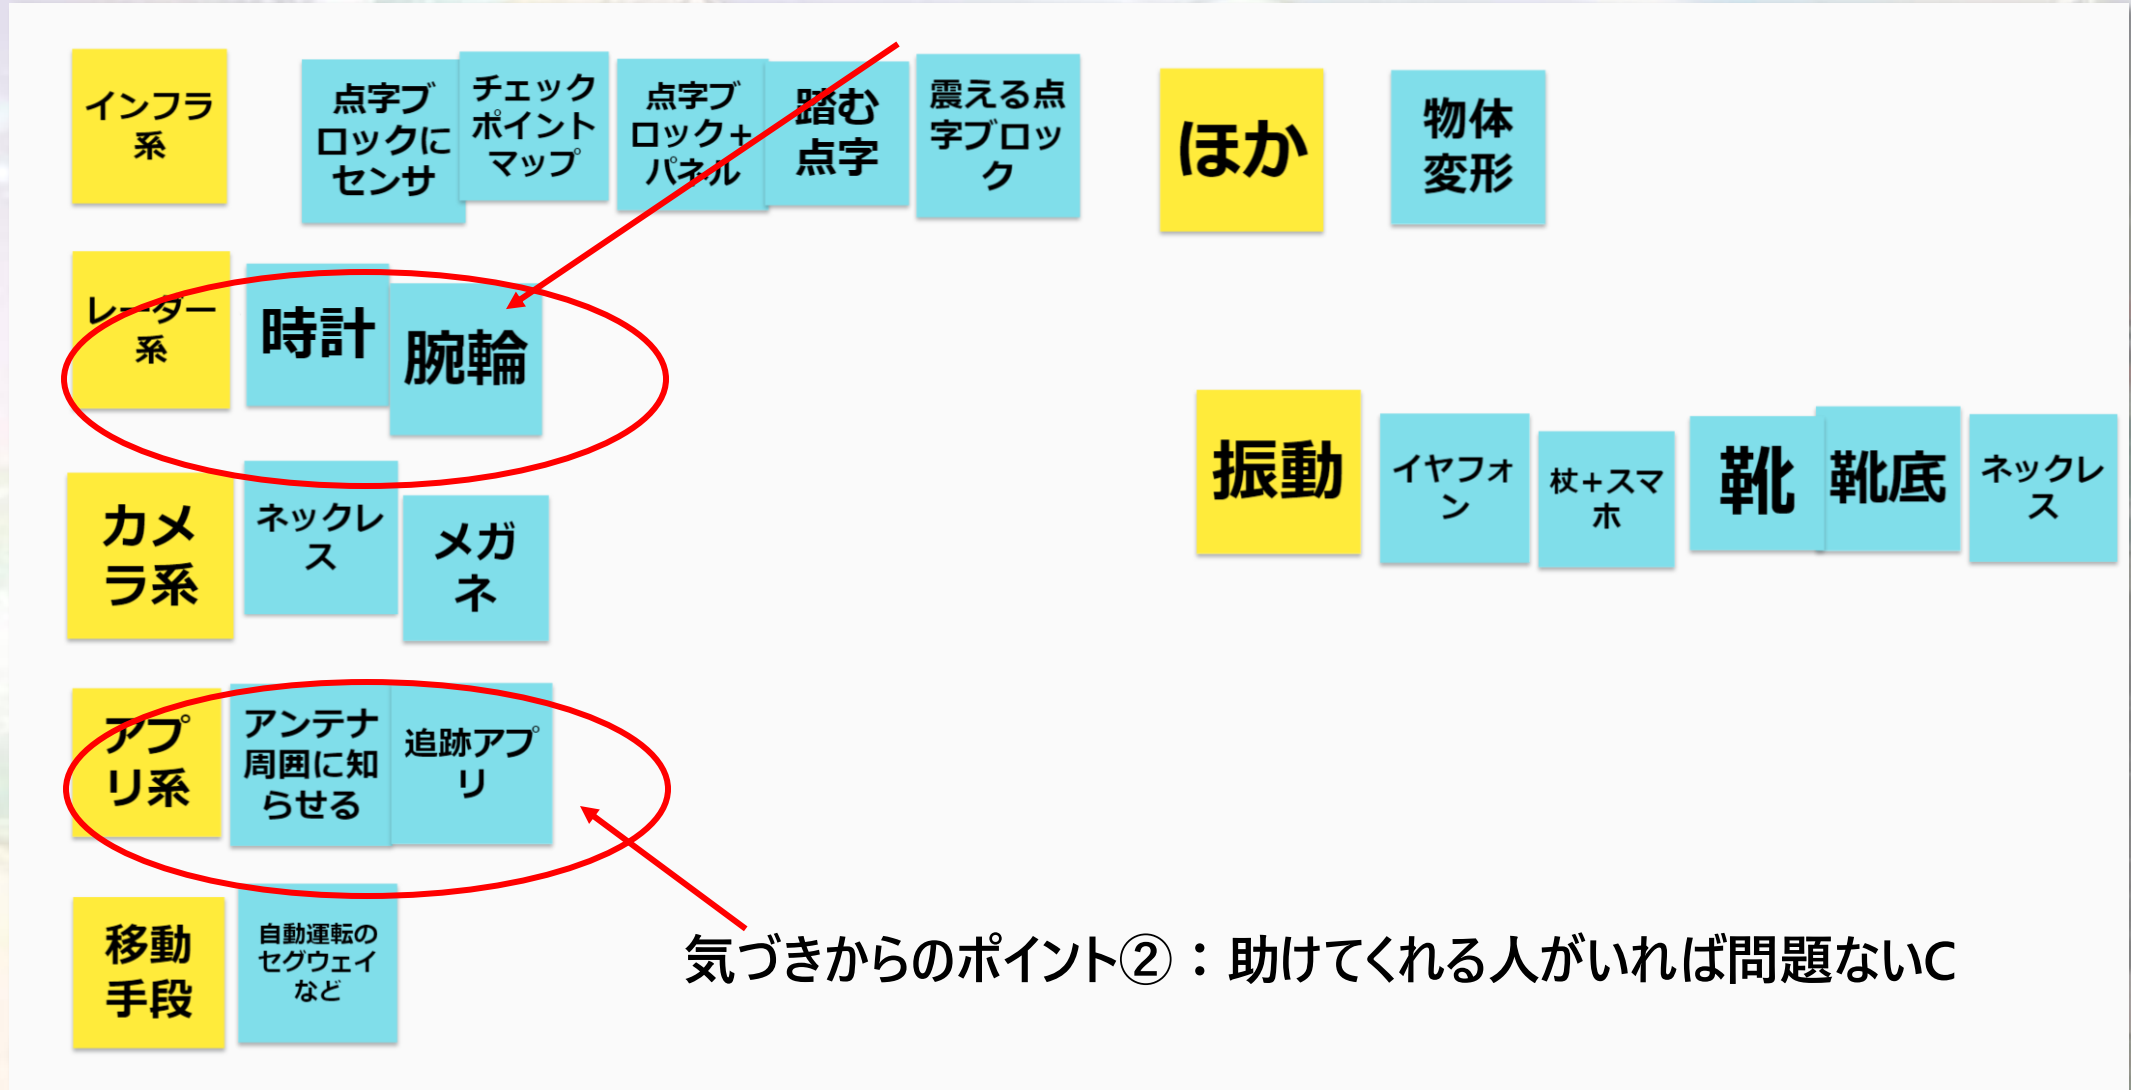 インフラ
系
点字ブ
ロックに
センサ
チェック
ポイント
マップ
点字ブ
ロック＋
パネル
踏む
点字
震える点
字ブロッ
ク
ほか
物体
変形
レーダー
系
時計
腕輪
カメ
ラ系
ネックレ
ス
メガ
ネ
振動
イヤフォ
ン
杖＋スマ
ホ
靴
靴底
ネックレ
ス
アプ
リ系
アンテナ
周囲に知
らせる
追跡アプ
リ
移動
手段
自動運転の
セグウェイ
など
気づきからのポイント②：助けてくれる人がいれば問題ないC